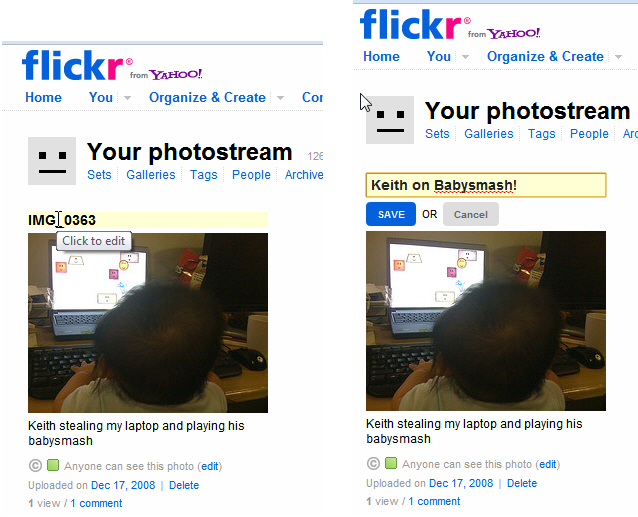 flickr® from YAHOO!
Home You Organize & Create Cor
Your photostream 126
Sets Galleries Tags People Archive
IMG_0363
Click to edit
Keith stealing my laptop and playing his
babysmash
© Anyone can see this photo (edit)
Uploaded on Dec 17, 2008 | Delete
1 view / 1 comment
flickr® from YAHOO!
Home You Organize & Create
Your photostream
Sets Galleries Tags People Arc
Keith on Babysmash!
SAVE OR Cancel
Keith stealing my laptop and playing his
babysmash
© Anyone can see this photo (edit)
Uploaded on Dec 17, 2008 | Delete
1 view / 1 comment